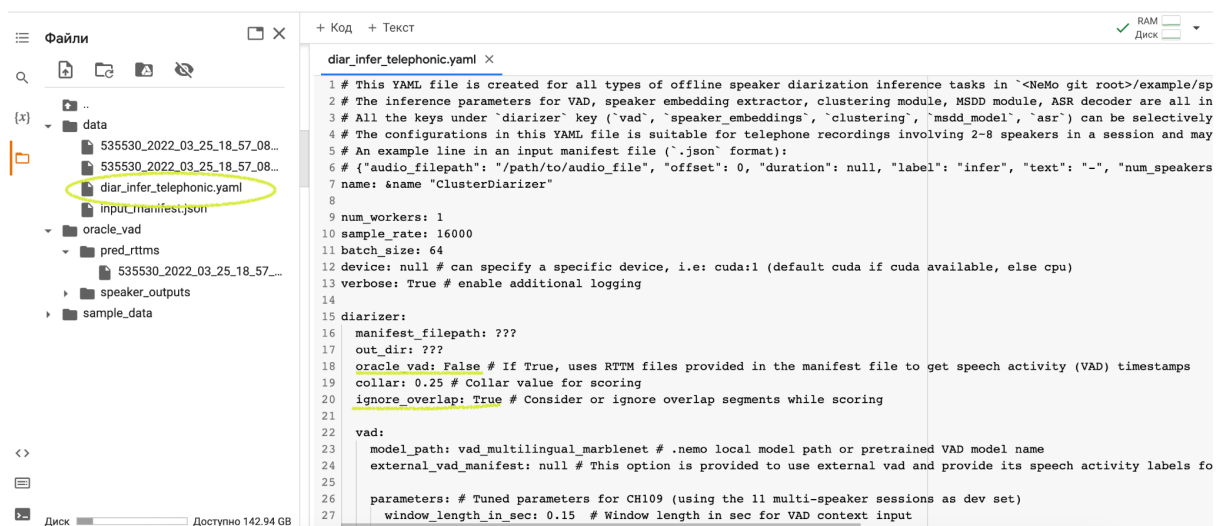 Файли
+ Код + Текст
RAM
Диск
{x}
..
data
535530_2022_03_25_18_57_08...
535530_2022_03_25_18_57_08...
diar_infer_telephonic.yaml
input_manifest.json
oracle_vad
pred_rttms
535530_2022_03_25_18_57_...
speaker_outputs
sample_data
<>
Диск Доступно 142.94 GB
diar_infer_telephonic.yaml ×
1 # This YAML file is created for all types of offline speaker diarization inference tasks in `<NeMo git root>/example/sp
2 # The inference parameters for VAD, speaker embedding extractor, clustering module, MSDD module, ASR decoder are all in
3 # All the keys under `diarizer` key (`vad`, `speaker_embeddings`, `clustering`, `msdd_model`, `asr`) can be selectively
4 # The configurations in this YAML file is suitable for telephone recordings involving 2~8 speakers in a session and may
5 # An example line in an input manifest file (`.json` format):
6 # {"audio_filepath": "/path/to/audio_file", "offset": 0, "duration": null, "label": "infer", "text": "-", "num_speakers
7 name: &name "ClusterDiarizer"
8
9 num_workers: 1
10 sample_rate: 16000
11 batch_size: 64
12 device: null # can specify a specific device, i.e: cuda:1 (default cuda if cuda available, else cpu)
13 verbose: True # enable additional logging
14
15 diarizer:
16 manifest_filepath: ???
17 out_dir: ???
18 oracle_vad: False # If True, uses RTTM files provided in the manifest file to get speech activity (VAD) timestamps
19 collar: 0.25 # Collar value for scoring
20 ignore_overlap: True # Consider or ignore overlap segments while scoring
21
22 vad:
23 model_path: vad_multilingual_marblenet # .nemo local model path or pretrained VAD model name
24 external_vad_manifest: null # This option is provided to use external vad and provide its speech activity labels fo
25
26 parameters: # Tuned parameters for CH109 (using the 11 multi-speaker sessions as dev set)
27 window_length_in_sec: 0.15 # Window length in sec for VAD context input